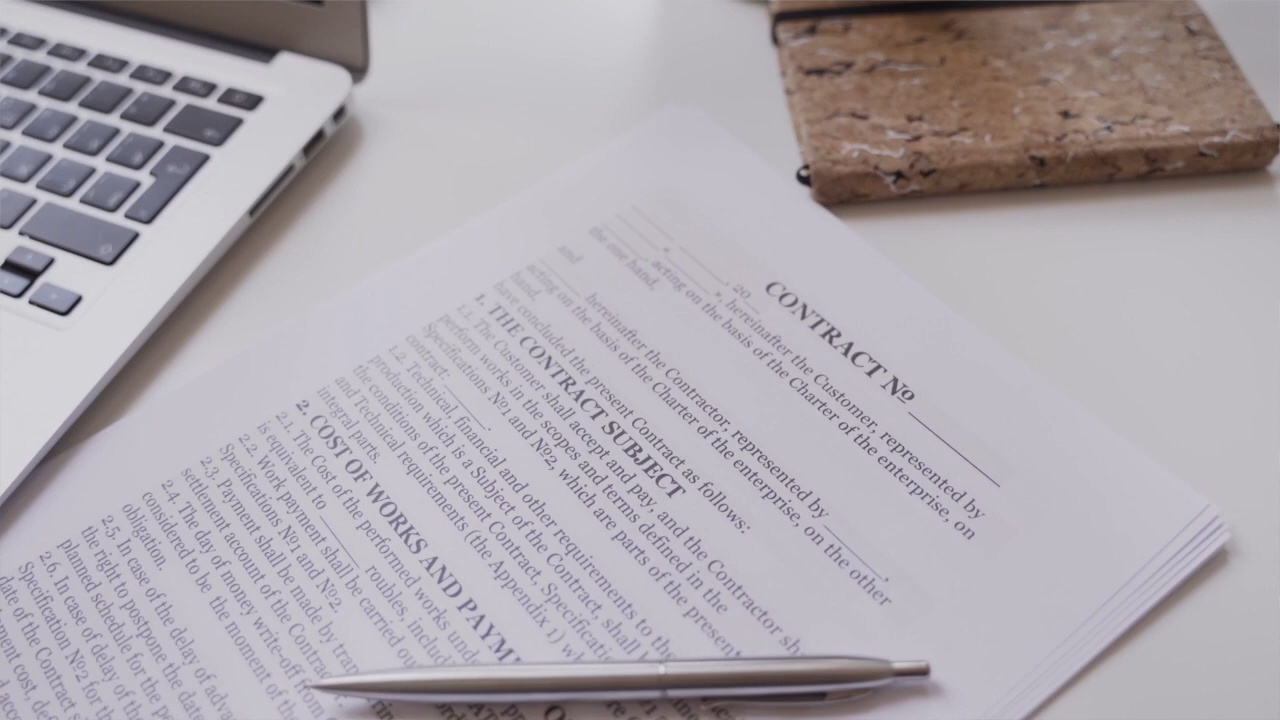 CONTRACT №
, 20
", hereinafter the Customer, represented by
the one hand, acting on the basis of the Charter of the enterprise, on
and
hereinafter the Contractor, represented by
acting on the basis of the Charter of the enterprise, on the other
hand,
have concluded the present Contract as follows:
1. THE CONTRACT SUBJECT
1.1. The Customer shall accept and pay, and the Contractor
perform works in the scopes and terms defined in the
Specifications №1 and №2, which are parts of the present
contract.
1.2. Technical, financial and other requirements to the
production which is a Subject of the Contract, shall
the conditions of the present Contract,
and Technical requirements (the Appendix 1)
integral parts.
2. COST OF WORKS AND
2.1. The Cost of the performed works
is equivalent to roubles,
2.2. Work payment shall be carried
Specifications №1 and №2.
2.3. Payment shall be made by
settlement account of the
2.4. The day of money write-off
considered to be the moment of
obligation.
2.5. In case of the delay of
the right to postpone the
planned schedule for the
2.6. In case of delay of the
Specification №2 for
date of the Contract